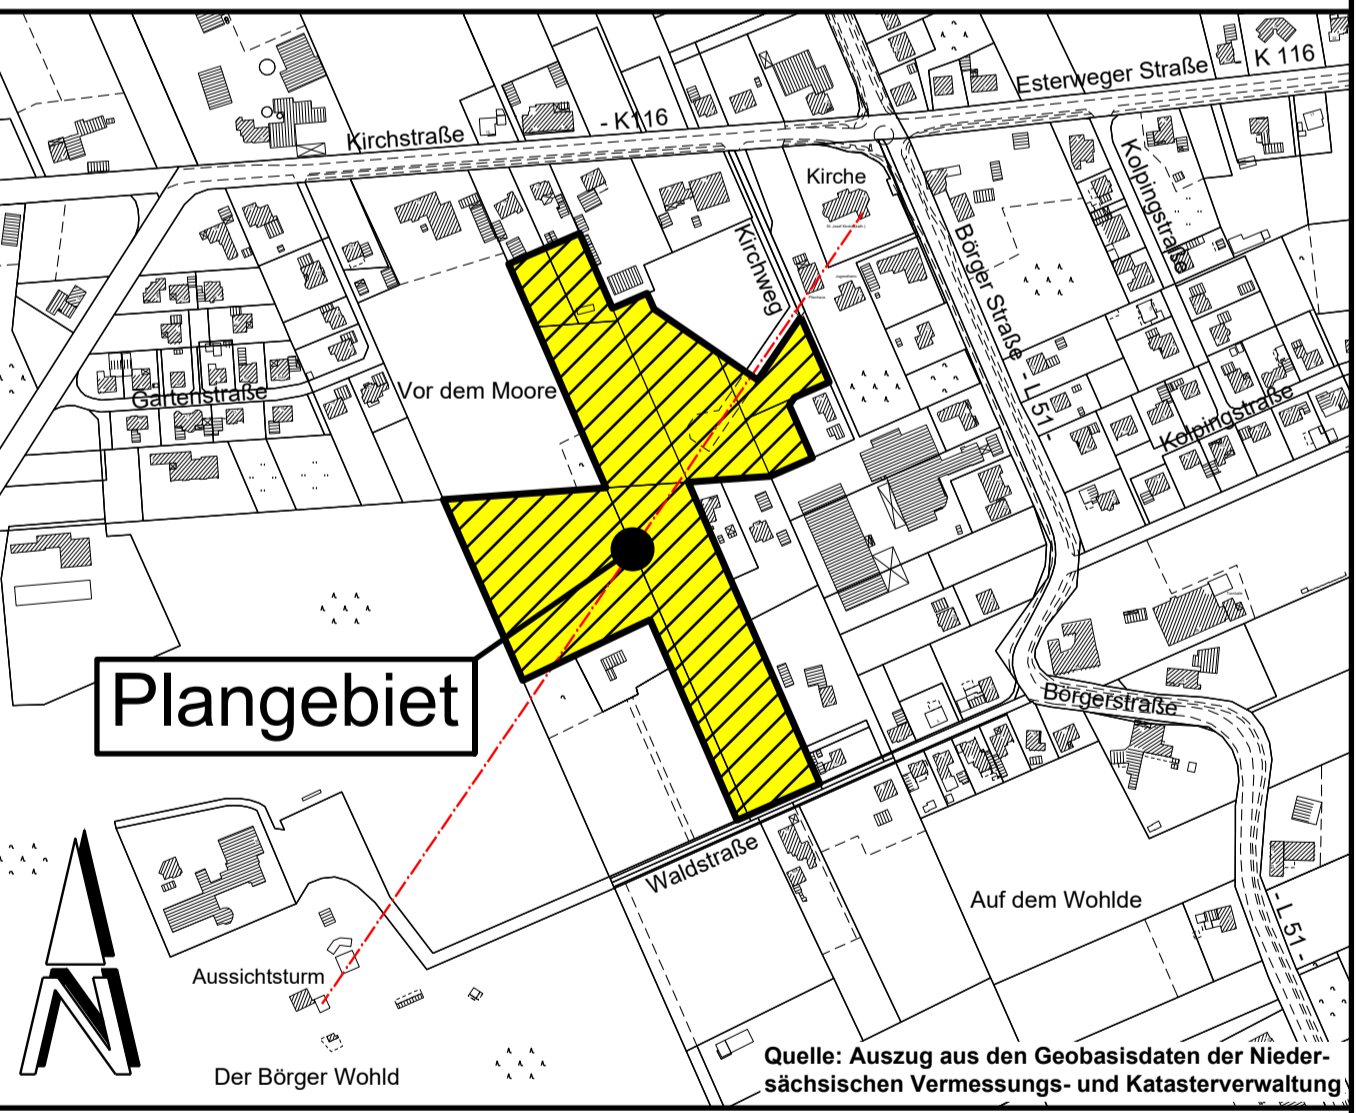 Esterweger Straße - K 116
Kirchstraße - K116
Kirche
Kolpingstraße
Kirchweg
Börger Straße - L 51 -
Vor dem Moore
Gartenstraße
Kolpingstraße
Plangebiet
Börgerstraße
Waldstraße
Auf dem Wohlde
- L 51 -
Aussichtsturm
N
Der Börger Wohld
Quelle: Auszug aus den Geobasisdaten der Nieder-
sächsischen Vermessungs- und Katasterverwaltung